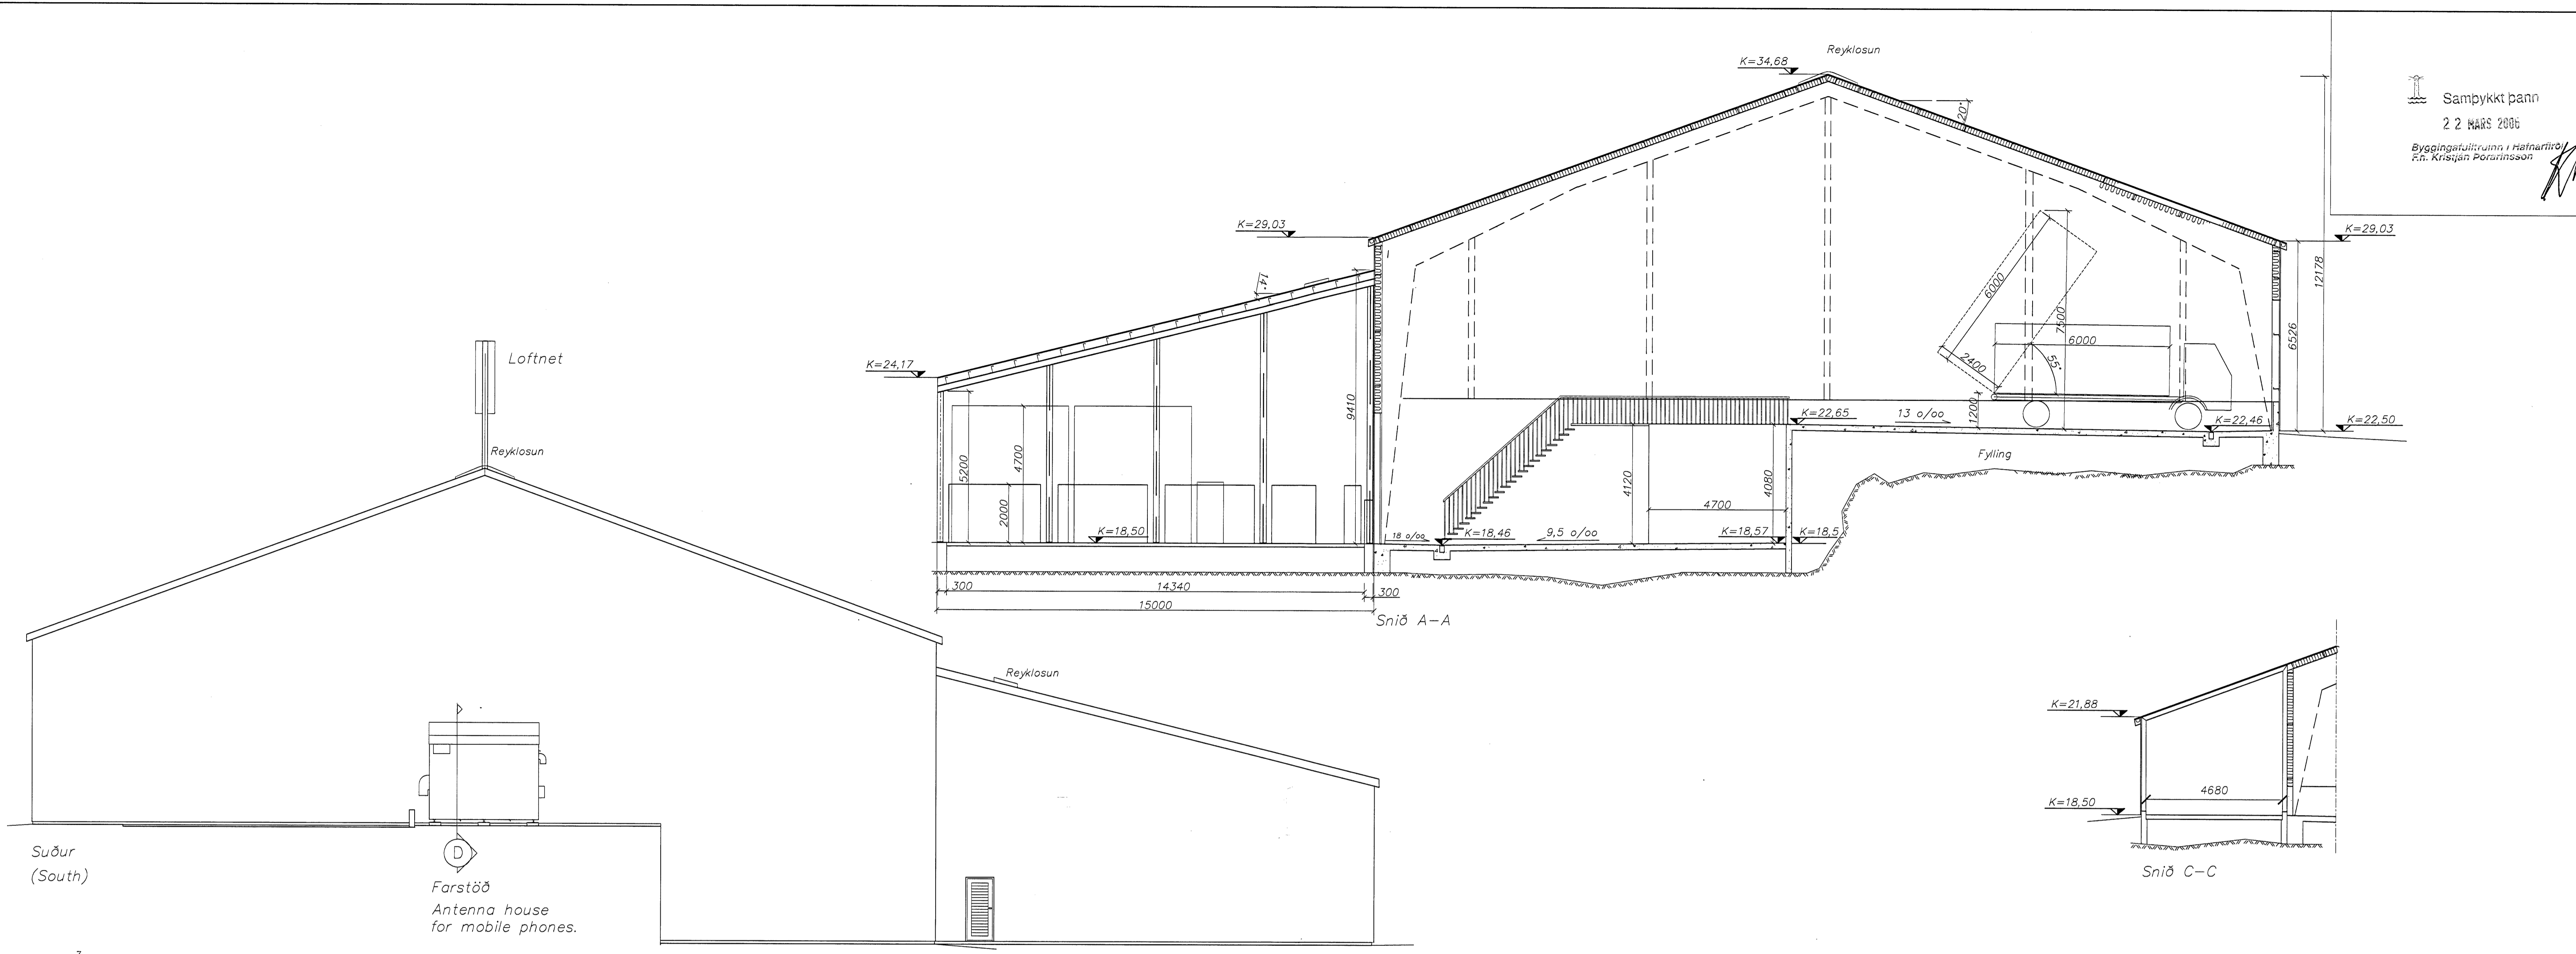 Reyklosun
K=34,68
20°
Samþykkt þann
2 2 MARS 2006
Byggingafulltrúinn í Hafnarfirði
F.h. Kristján Þórarinsson
K=29,03
K=29,03
12178
6526
14°
6000
7500
6000
2400
55°
1200
K=24,17
9410
5200
4700
2000
K=18,50
K=22,65
13 o/oo
K=22,46
K=22,50
Fylling
4120
4080
4700
18 o/oo
K=18,46
9,5 o/oo
K=18,57
K=18,5
300
14340
300
15000
Snið A-A
Loftnet
Reyklosun
Reyklosun
D
Suður
(South)
Farstöð
Antenna house
for mobile phones.
K=21,88
4680
K=18,50
Snið C-C